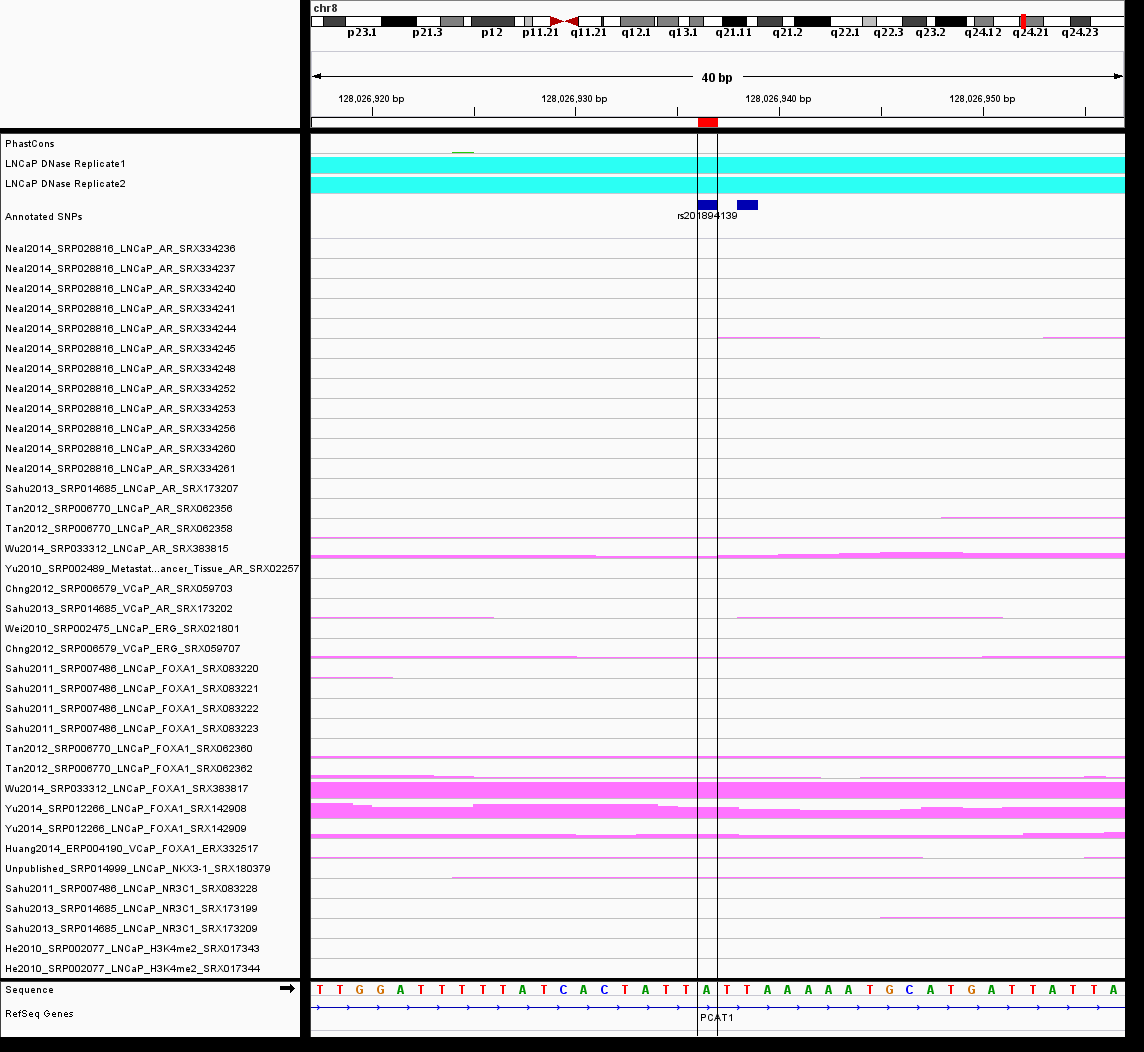 chr8
p23.1 p21.3 p12 p11.21 q11.21 q12.1 q13.1 q21.11 q21.2 q22.1 q22.3 q23.2 q24.12 q24.21 q24.23
40 bp
128,026,920 bp 128,026,930 bp 128,026,940 bp 128,026,950 bp
PhastCons
LNCaP DNase Replicate1
LNCaP DNase Replicate2
Annotated SNPs rs201894139
Neal2014_SRP028816_LNCaP_AR_SRX334236
Neal2014_SRP028816_LNCaP_AR_SRX334237
Neal2014_SRP028816_LNCaP_AR_SRX334240
Neal2014_SRP028816_LNCaP_AR_SRX334241
Neal2014_SRP028816_LNCaP_AR_SRX334244
Neal2014_SRP028816_LNCaP_AR_SRX334245
Neal2014_SRP028816_LNCaP_AR_SRX334248
Neal2014_SRP028816_LNCaP_AR_SRX334252
Neal2014_SRP028816_LNCaP_AR_SRX334253
Neal2014_SRP028816_LNCaP_AR_SRX334256
Neal2014_SRP028816_LNCaP_AR_SRX334260
Neal2014_SRP028816_LNCaP_AR_SRX334261
Sahu2013_SRP014685_LNCaP_AR_SRX173207
Tan2012_SRP006770_LNCaP_AR_SRX062356
Tan2012_SRP006770_LNCaP_AR_SRX062358
Wu2014_SRP033312_LNCaP_AR_SRX383815
Yu2010_SRP002489_Metastat...ancer_Tissue_AR_SRX02257
Chng2012_SRP006579_VCaP_AR_SRX059703
Sahu2013_SRP014685_VCaP_AR_SRX173202
Wei2010_SRP002475_LNCaP_ERG_SRX021801
Chng2012_SRP006579_VCaP_ERG_SRX059707
Sahu2011_SRP007486_LNCaP_FOXA1_SRX083220
Sahu2011_SRP007486_LNCaP_FOXA1_SRX083221
Sahu2011_SRP007486_LNCaP_FOXA1_SRX083222
Sahu2011_SRP007486_LNCaP_FOXA1_SRX083223
Tan2012_SRP006770_LNCaP_FOXA1_SRX062360
Tan2012_SRP006770_LNCaP_FOXA1_SRX062362
Wu2014_SRP033312_LNCaP_FOXA1_SRX383817
Yu2014_SRP012266_LNCaP_FOXA1_SRX142908
Yu2014_SRP012266_LNCaP_FOXA1_SRX142909
Huang2014_ERP004190_VCaP_FOXA1_ERX332517
Unpublished_SRP014999_LNCaP_NKX3-1_SRX180379
Sahu2011_SRP007486_LNCaP_NR3C1_SRX083228
Sahu2013_SRP014685_LNCaP_NR3C1_SRX173199
Sahu2013_SRP014685_LNCaP_NR3C1_SRX173209
He2010_SRP002077_LNCaP_H3K4me2_SRX017343
He2010_SRP002077_LNCaP_H3K4me2_SRX017344
Sequence T T G G A T T T T T A T C A C T A T T A T T A A A A A T G C A T G A T T A T T A
RefSeq Genes PCAT1